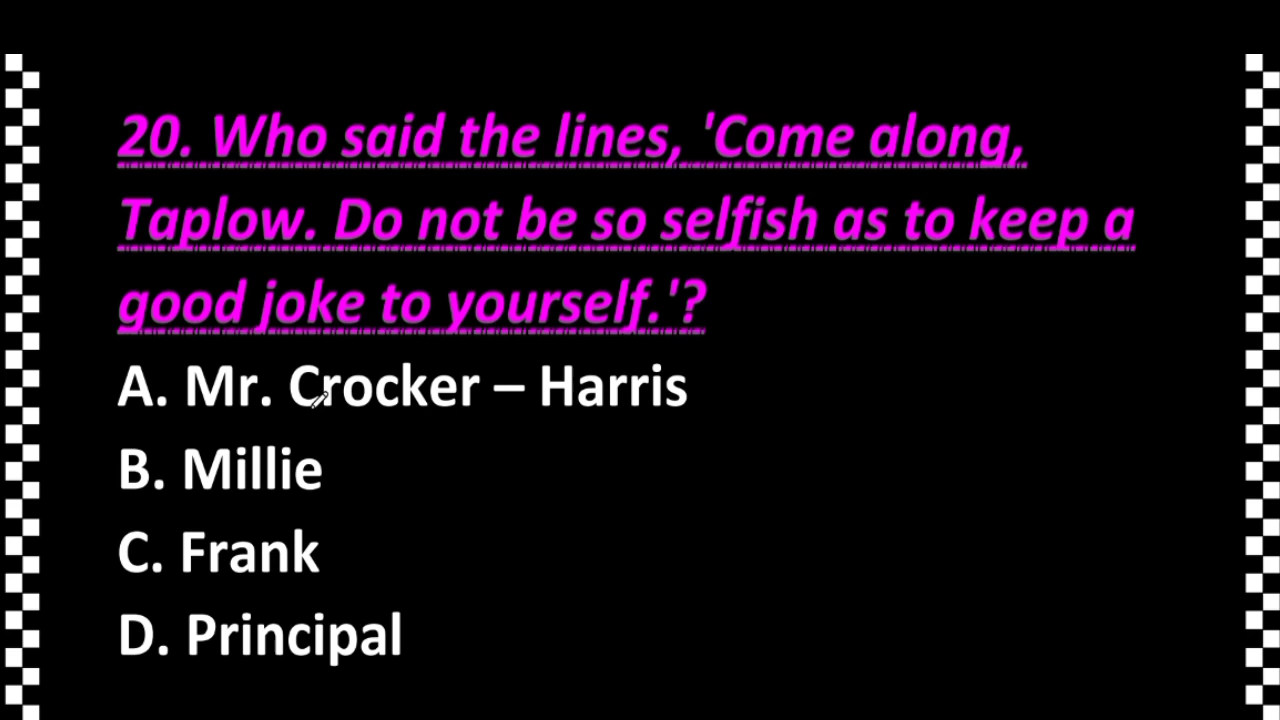 20. Who said the lines, 'Come along,
Taplow. Do not be so selfish as to keep a
good joke to yourself.'?
A. Mr. Crocker – Harris
B. Millie
C. Frank
D. Principal